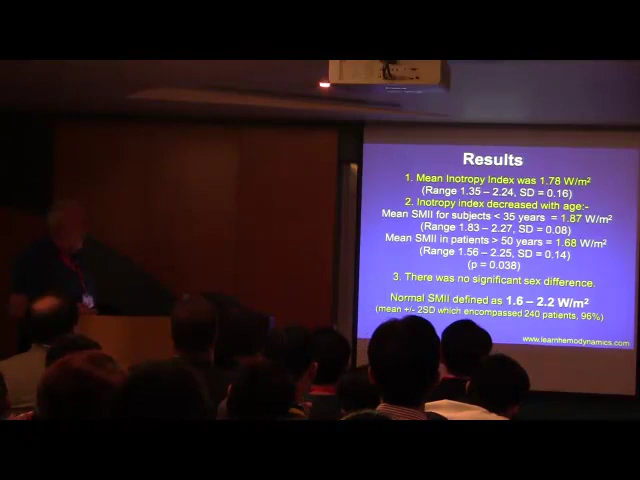 Results
1. Mean Inotropy Index was 1.78 W/m²
(Range 1.35 – 2.24, SD = 0.16)
2. Inotropy index decreased with age:-
Mean SMII for subjects < 35 years = 1.87 W/m²
(Range 1.83 – 2.27, SD = 0.08)
Mean SMII in patients > 50 years = 1.68 W/m²
(Range 1.56 – 2.25, SD = 0.14)
(p = 0.038)
3. There was no significant sex difference.
Normal SMII defined as 1.6 – 2.2 W/m²
(mean +/- 2SD which encompassed 240 patients, 96%)
www.learnhemodynamics.com